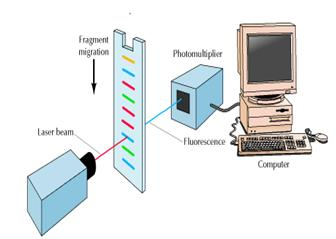 Fragment
migration
Photomultiplier
Laser beam
Fluorescence
Computer